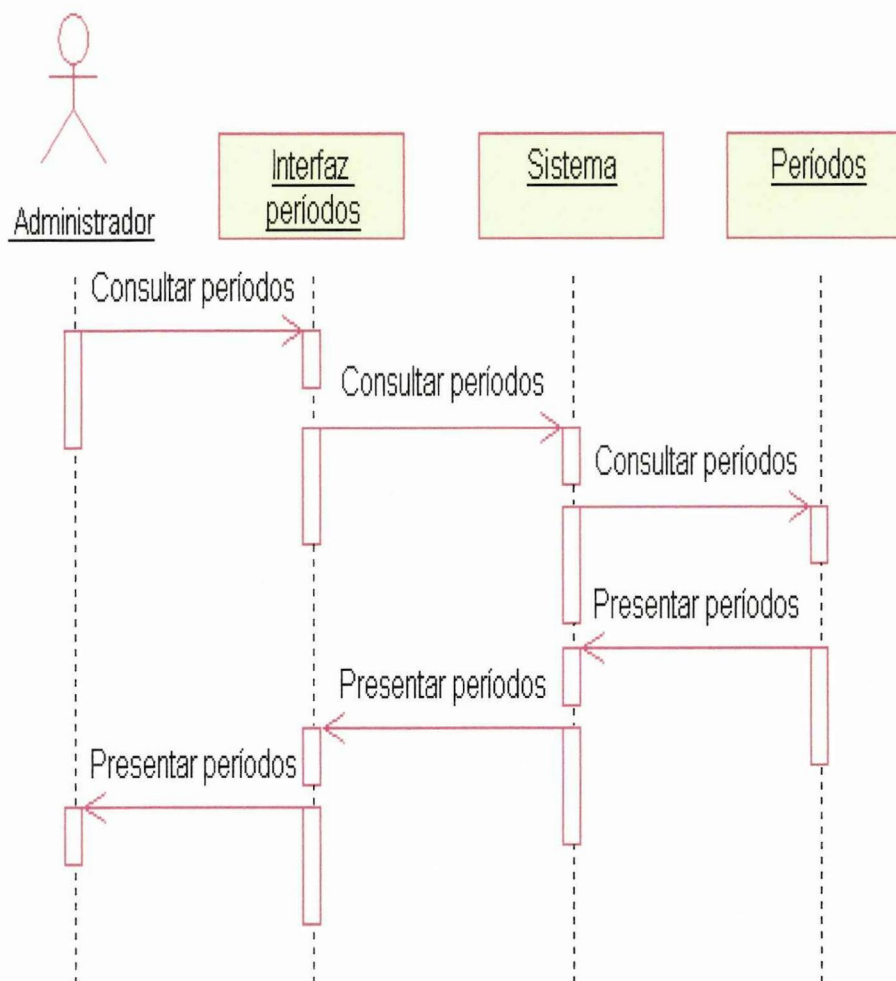 Administrador
Interfaz
períodos
Sistema
Períodos
Consultar períodos
Consultar períodos
Consultar períodos
Presentar períodos
Presentar períodos
Presentar períodos